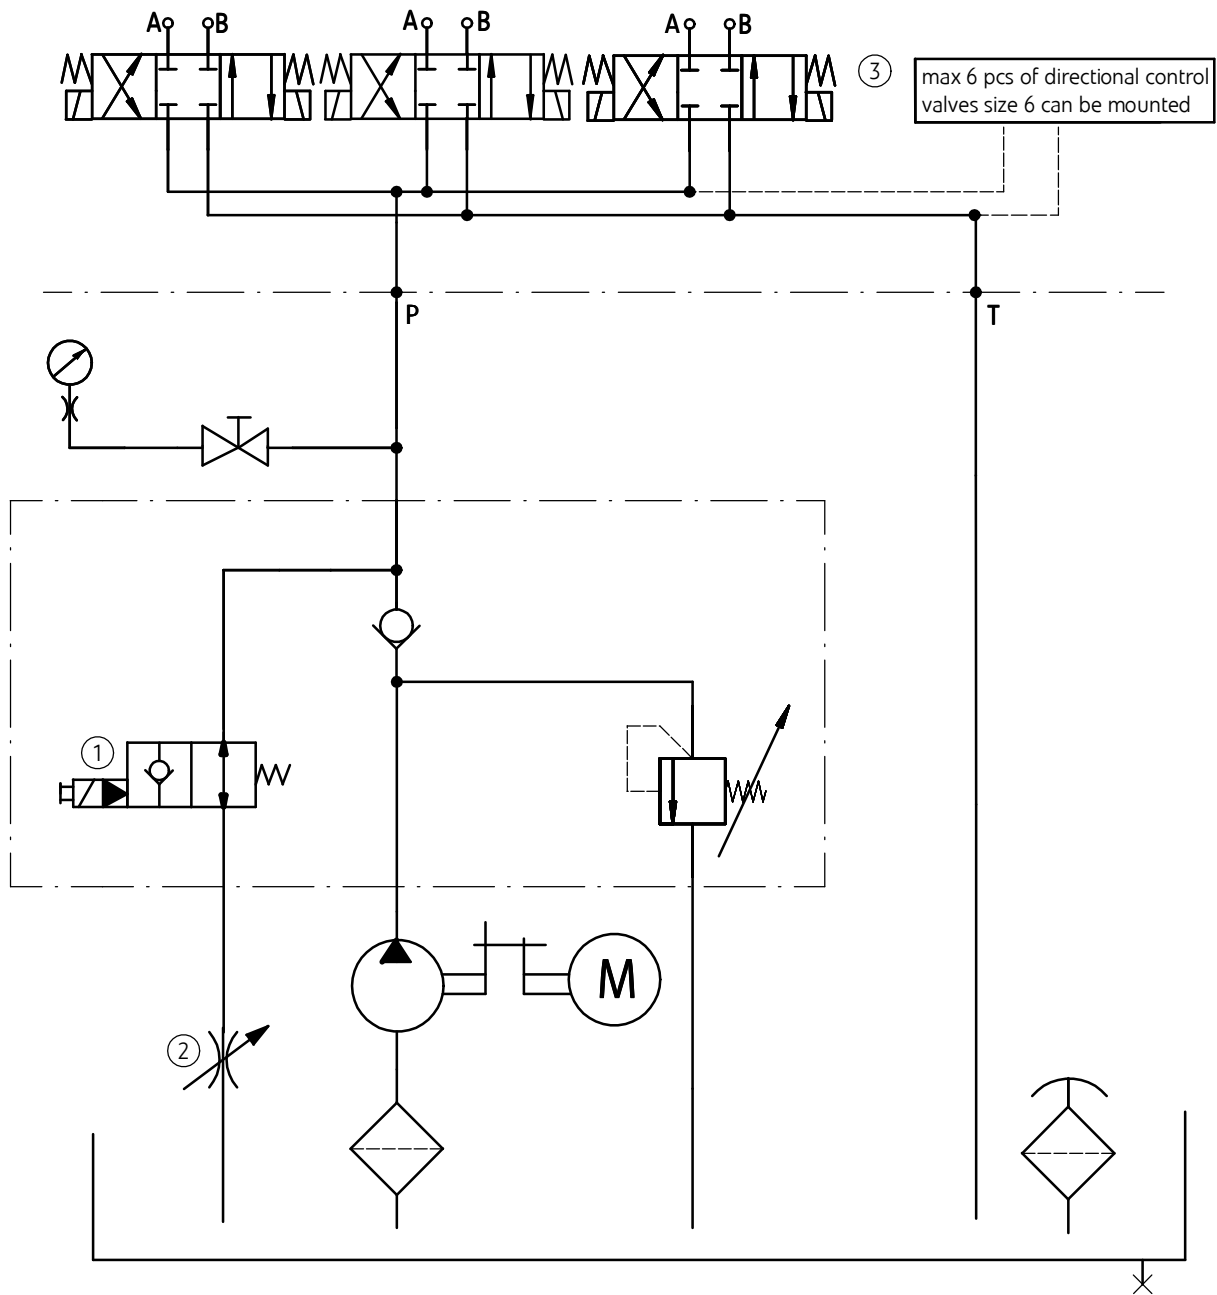 A B
A B
A B
3
max 6 pcs of directional control
valves size 6 can be mounted
P
T
1
M
2